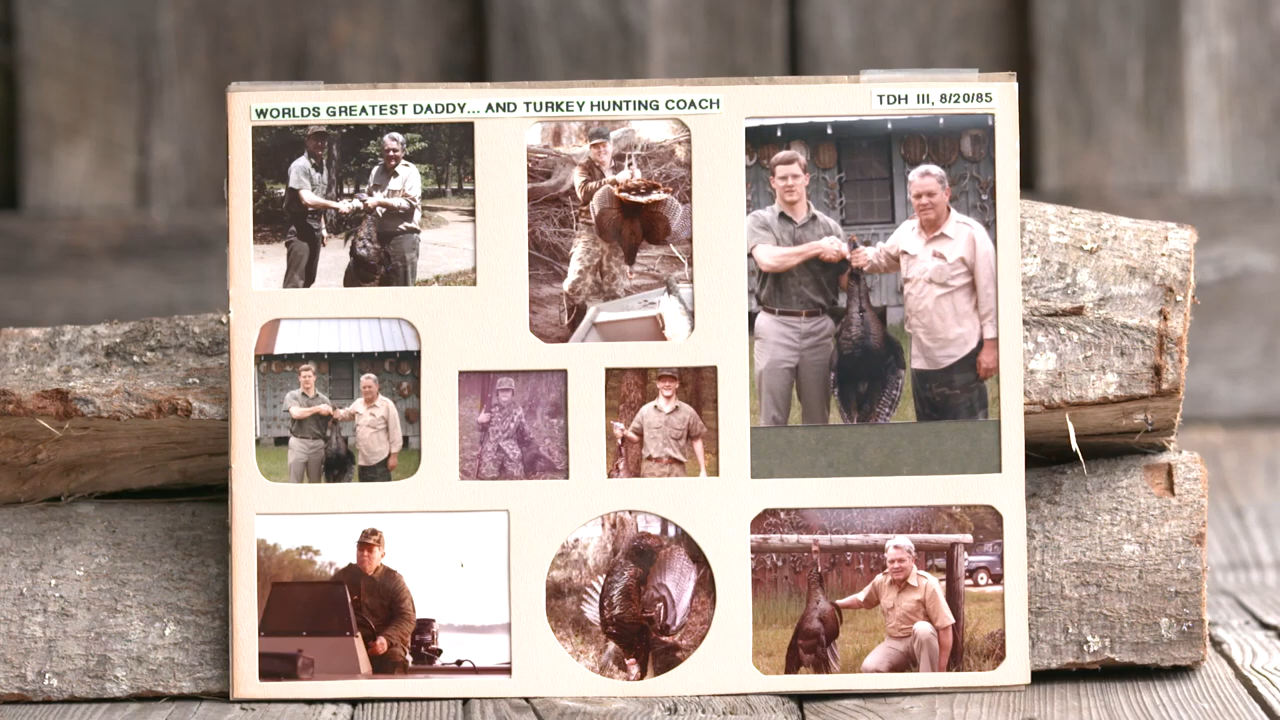 WORLDS GREATEST DADDY... AND TURKEY HUNTING COACH
TDH III, 8/20/85